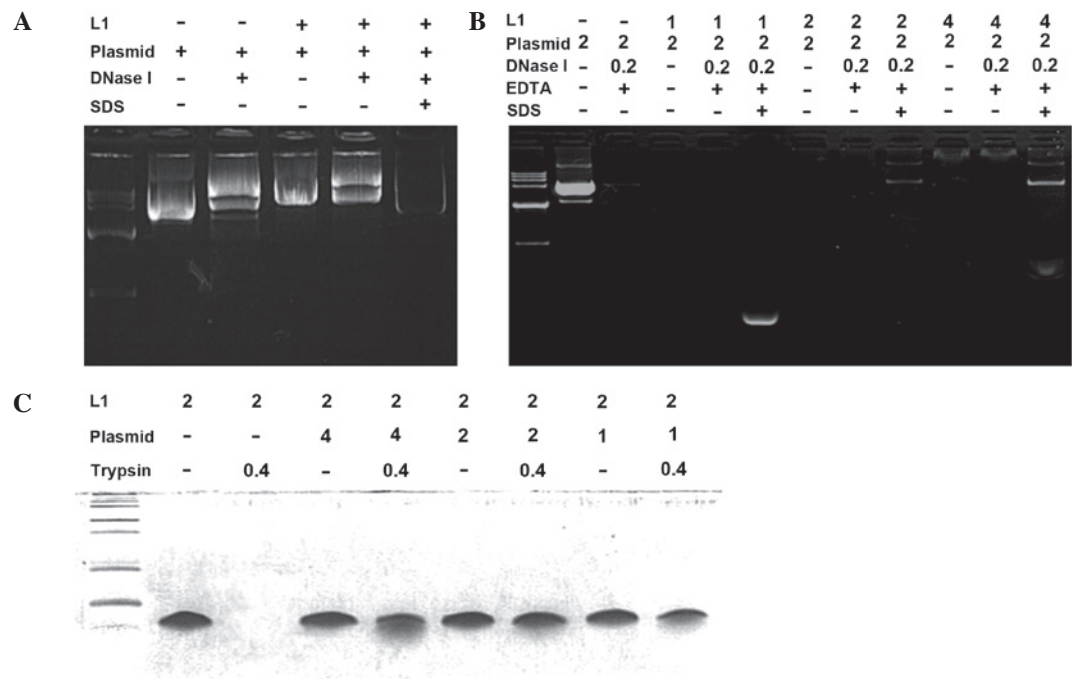 A
L1 – – + + +
Plasmid + + + + +
DNase I – + – + +
SDS – – – – +
B
L1 – – 1 1 1 2 2 2 4 4 4
Plasmid 2 2 2 2 2 2 2 2 2 2 2
DNase I – 0.2 – 0.2 0.2 – 0.2 0.2 – 0.2 0.2
EDTA – + – + + – + + – + +
SDS – – – – + – – + – – +
C
L1 2 2 2 2 2 2 2 2
Plasmid – – 4 4 2 2 1 1
Trypsin – 0.4 – 0.4 – 0.4 – 0.4